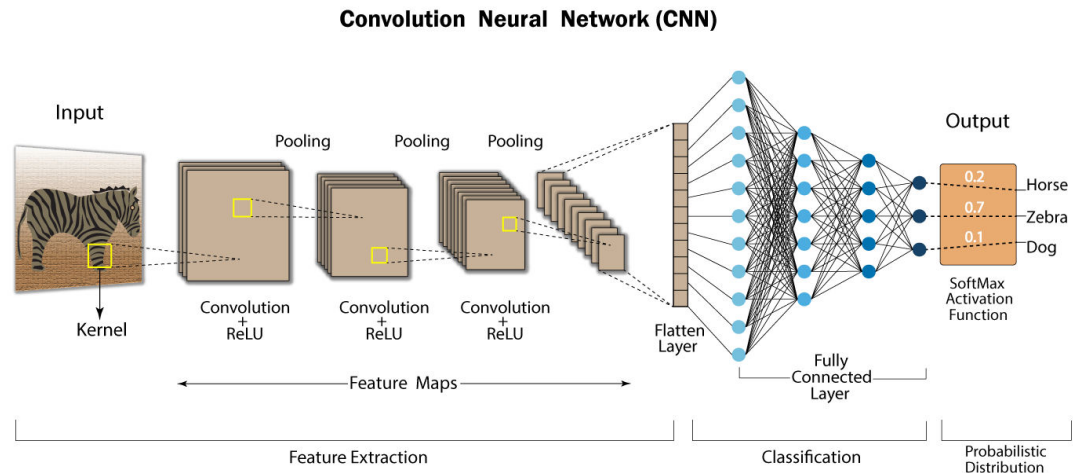 Convolution Neural Network (CNN)
Input
Kernel
Pooling
Pooling
Pooling
Convolution
+
ReLU
Convolution
+
ReLU
Convolution
+
ReLU
Feature Maps
Flatten
Layer
Fully
Connected
Layer
Output
0.2
Horse
0.7
Zebra
0.1
Dog
SoftMax
Activation
Function
Feature Extraction
Classification
Probabilistic
Distribution